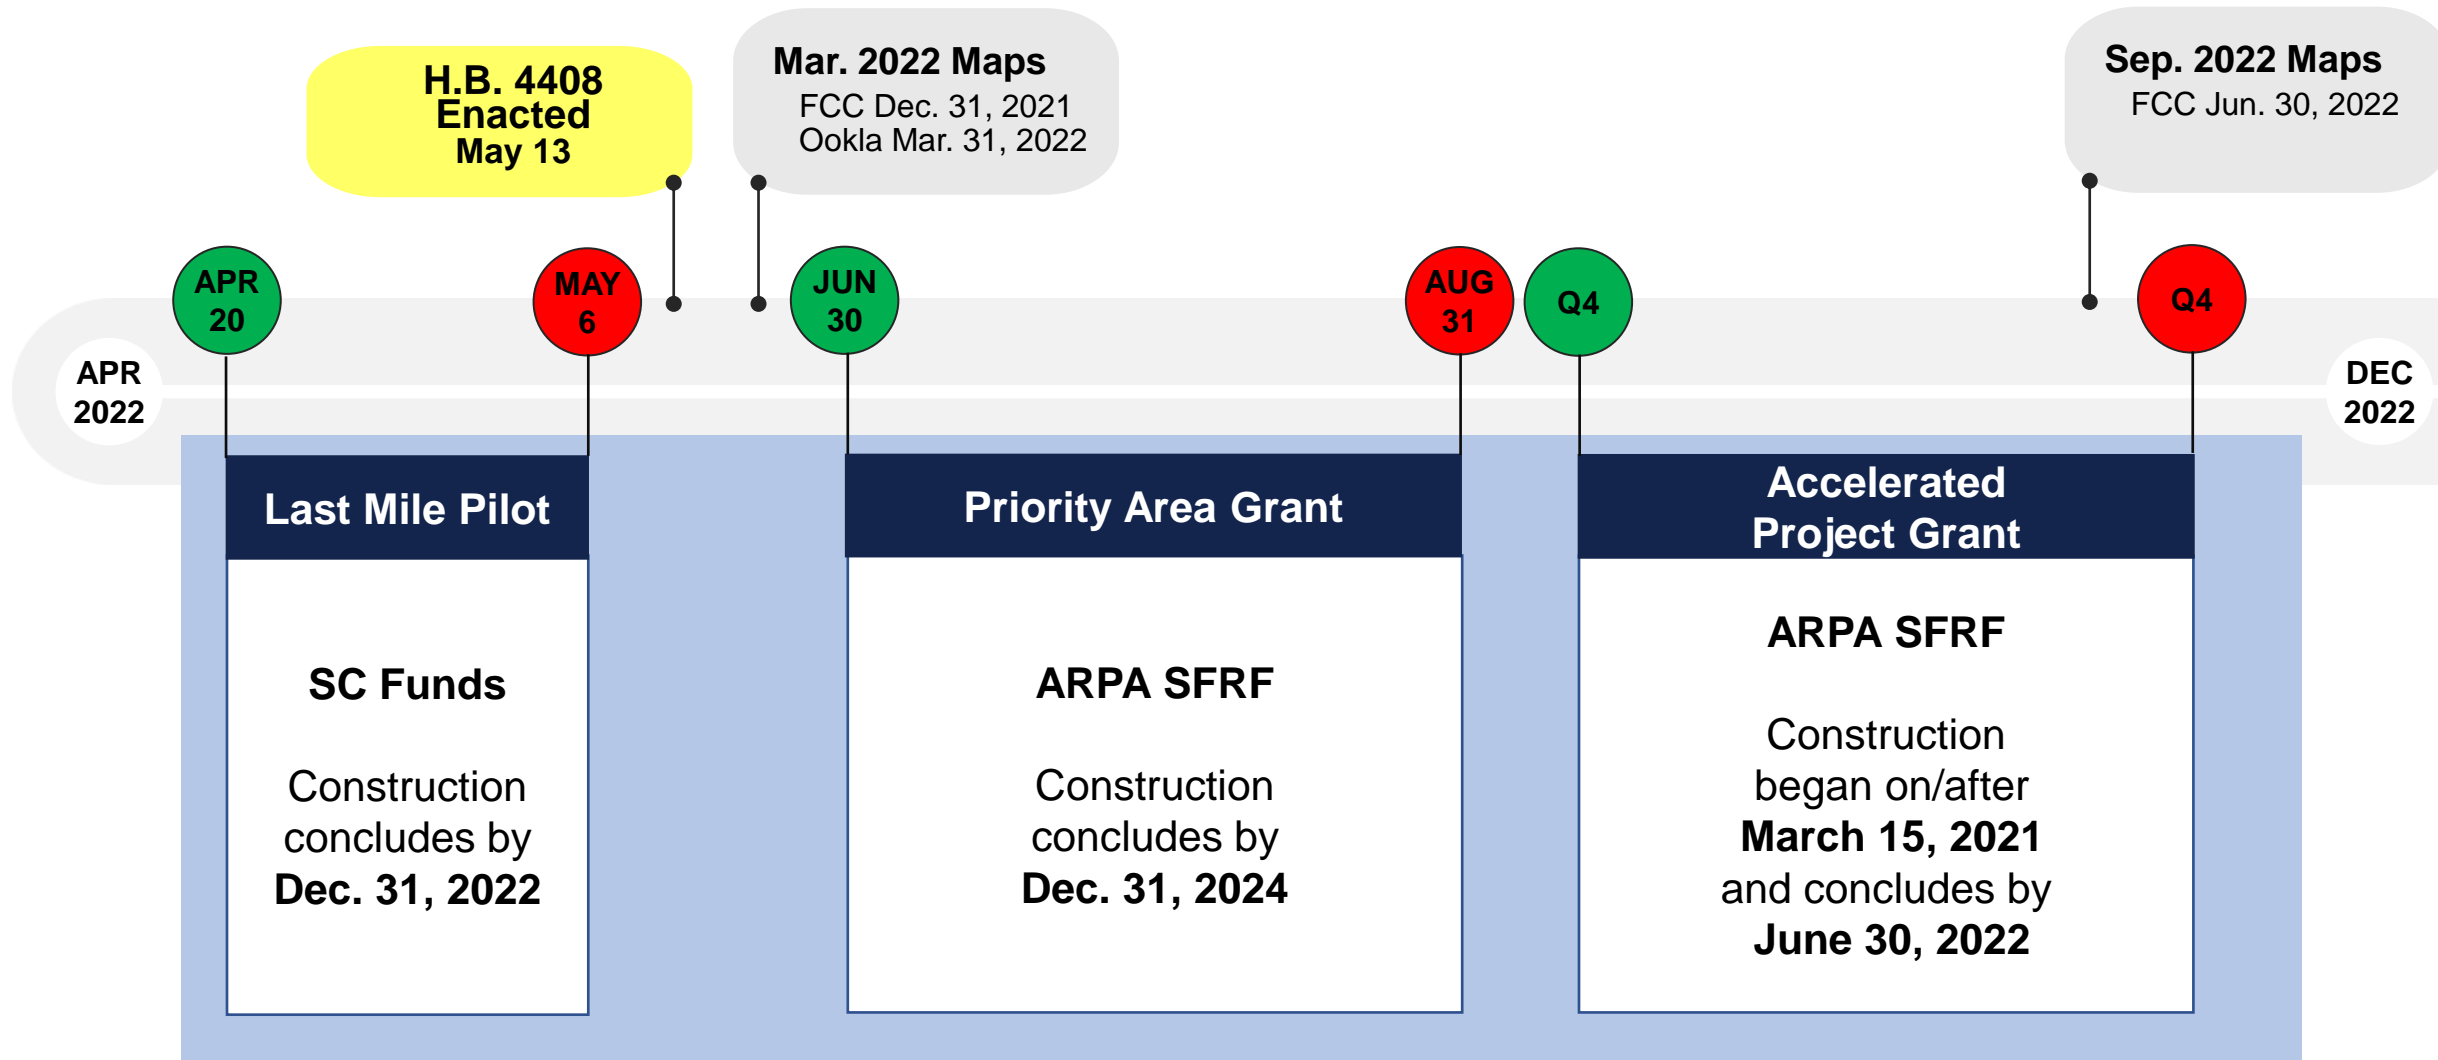 H.B. 4408
Enacted
May 13
Mar. 2022 Maps
FCC Dec. 31, 2021
Ookla Mar. 31, 2022
Sep. 2022 Maps
FCC Jun. 30, 2022
APR
20
MAY
6
JUN
30
AUG
31
Q4
Q4
APR
2022
DEC
2022
Last Mile Pilot
SC Funds
Construction
concludes by
Dec. 31, 2022
Priority Area Grant
ARPA SFRF
Construction
concludes by
Dec. 31, 2024
Accelerated
Project Grant
ARPA SFRF
Construction
began on/after
March 15, 2021
and concludes by
June 30, 2022